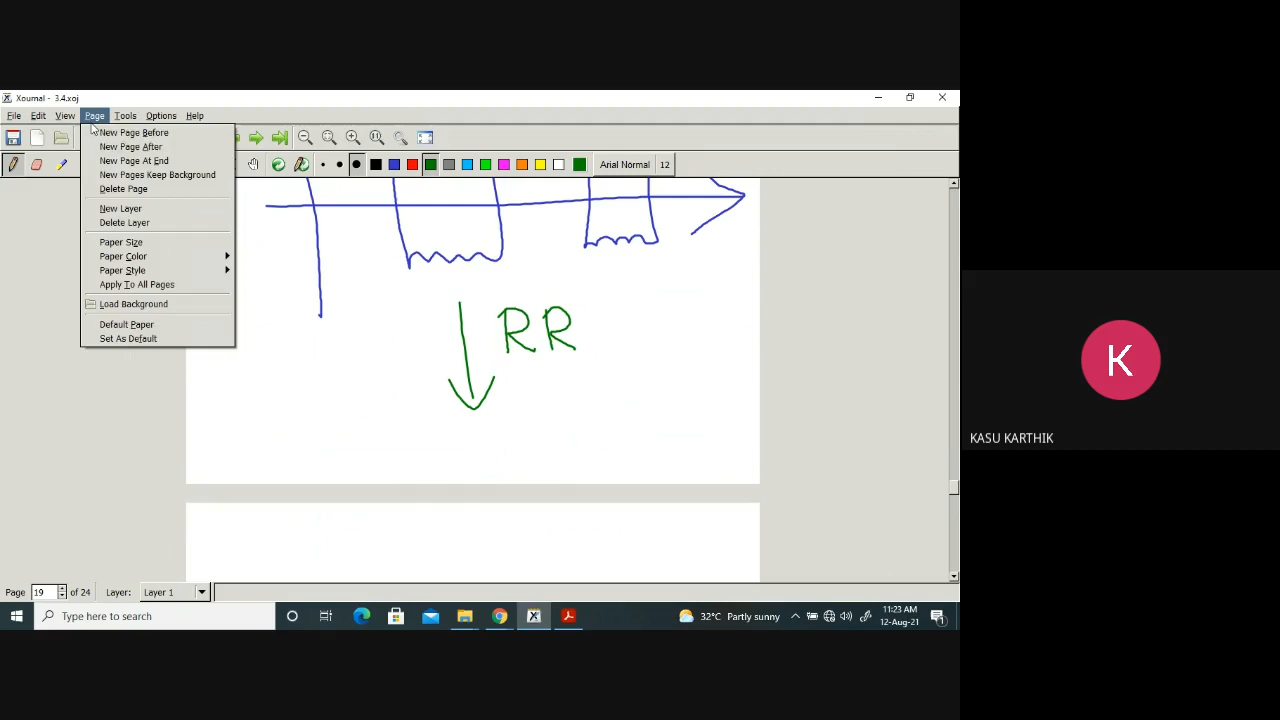 Xournal - 3.4.xoj
File Edit View Page Tools Options Help
New Page Before
New Page After
New Page At End
New Pages Keep Background
Delete Page
New Layer
Delete Layer
Paper Size
Paper Color
Paper Style
Apply To All Pages
Load Background
Default Paper
Set As Default
Arial Normal 12
RR
K
KASU KARTHIK
Page 19 of 24 Layer: Layer 1
Type here to search
32°C Partly sunny
11:23 AM
12-Aug-21
1